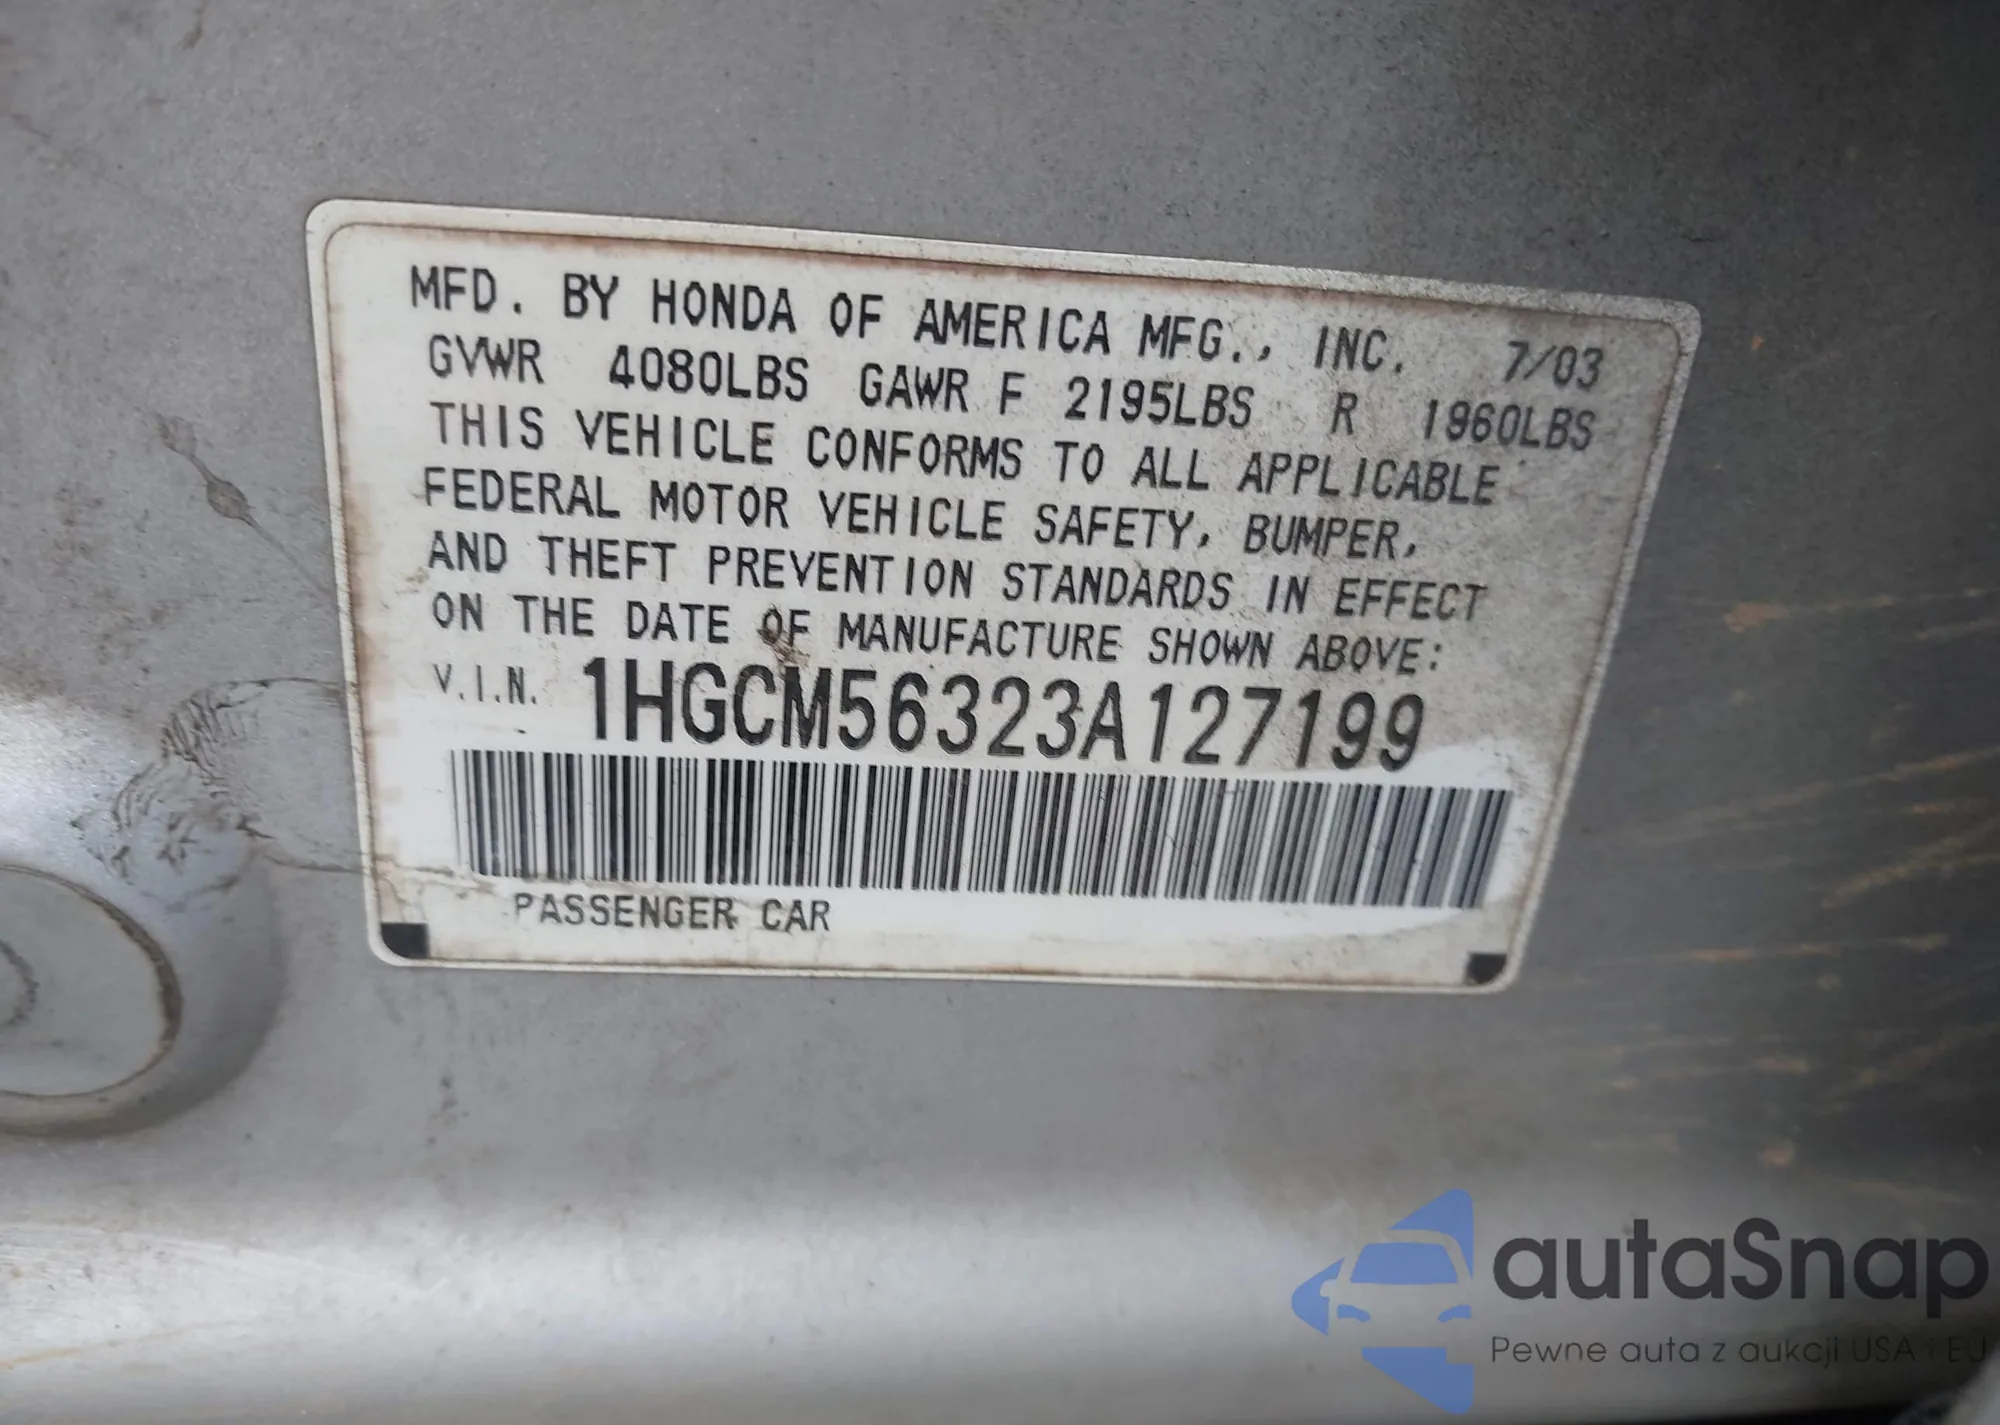 MFD. BY HONDA OF AMERICA MFG., INC. 7/03
GVWR 4080LBS GAWR F 2195LBS R 1960LBS
THIS VEHICLE CONFORMS TO ALL APPLICABLE
FEDERAL MOTOR VEHICLE SAFETY, BUMPER,
AND THEFT PREVENTION STANDARDS IN EFFECT
ON THE DATE OF MANUFACTURE SHOWN ABOVE:
V.I.N. 1HGCM56323A127199
PASSENGER CAR
autaSnap
Pewne auta z aukcji USA i EU